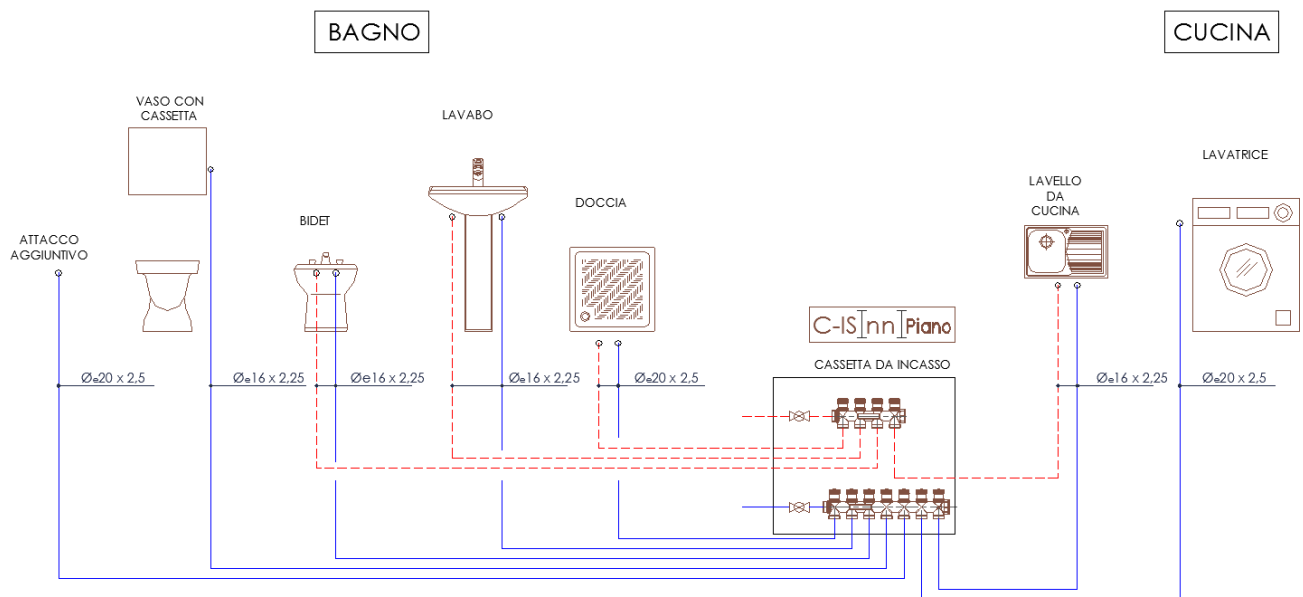 BAGNO
CUCINA
VASO CON
CASSETTA
LAVABO
LAVATRICE
LAVELLO
DA
CUCINA
DOCCIA
BIDET
ATTACCO
AGGIUNTIVO
C-IS nn Piano
CASSETTA DA INCASSO
Øe20 x 2,5
Øe16 x 2,25
Øe16 x 2,25
Øe16 x 2,25
Øe20 x 2,5
Øe16 x 2,25
Øe20 x 2,5